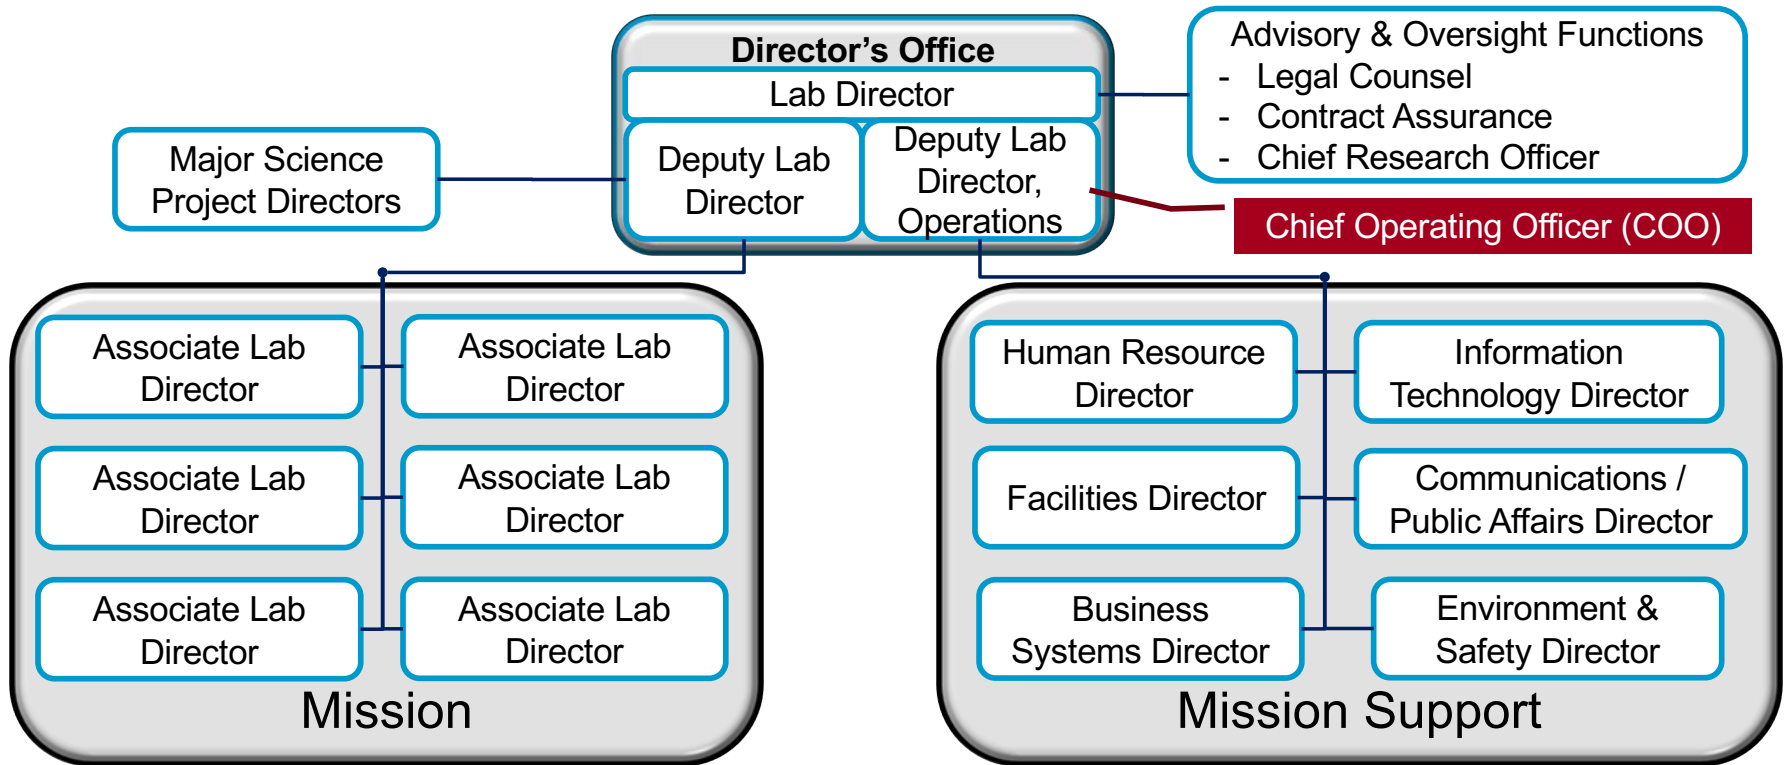 Director's Office
Lab Director
Deputy Lab
Director
Deputy Lab
Director,
Operations
Advisory & Oversight Functions
- Legal Counsel
- Contract Assurance
- Chief Research Officer
Major Science
Project Directors
Chief Operating Officer (COO)
Associate Lab
Director
Associate Lab
Director
Associate Lab
Director
Associate Lab
Director
Associate Lab
Director
Associate Lab
Director
Mission
Human Resource
Director
Information
Technology Director
Facilities Director
Communications /
Public Affairs Director
Business
Systems Director
Environment &
Safety Director
Mission Support